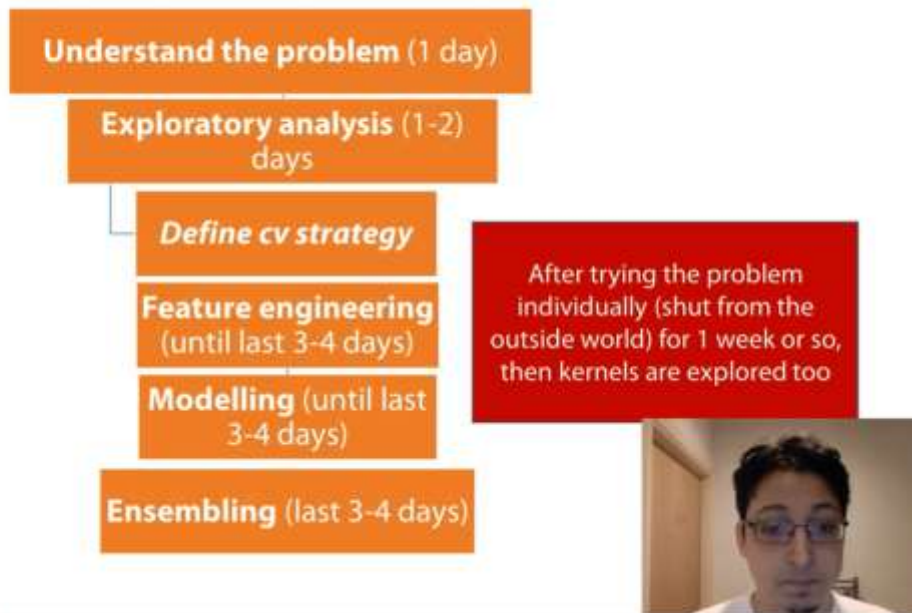 Understand the problem (1 day)
Exploratory analysis (1-2)
days
Define cv strategy
Feature engineering
(until last 3-4 days)
Modelling (until last
3-4 days)
Ensembling (last 3-4 days)
After trying the problem
individually (shut from the
outside world) for 1 week or so,
then kernels are explored too